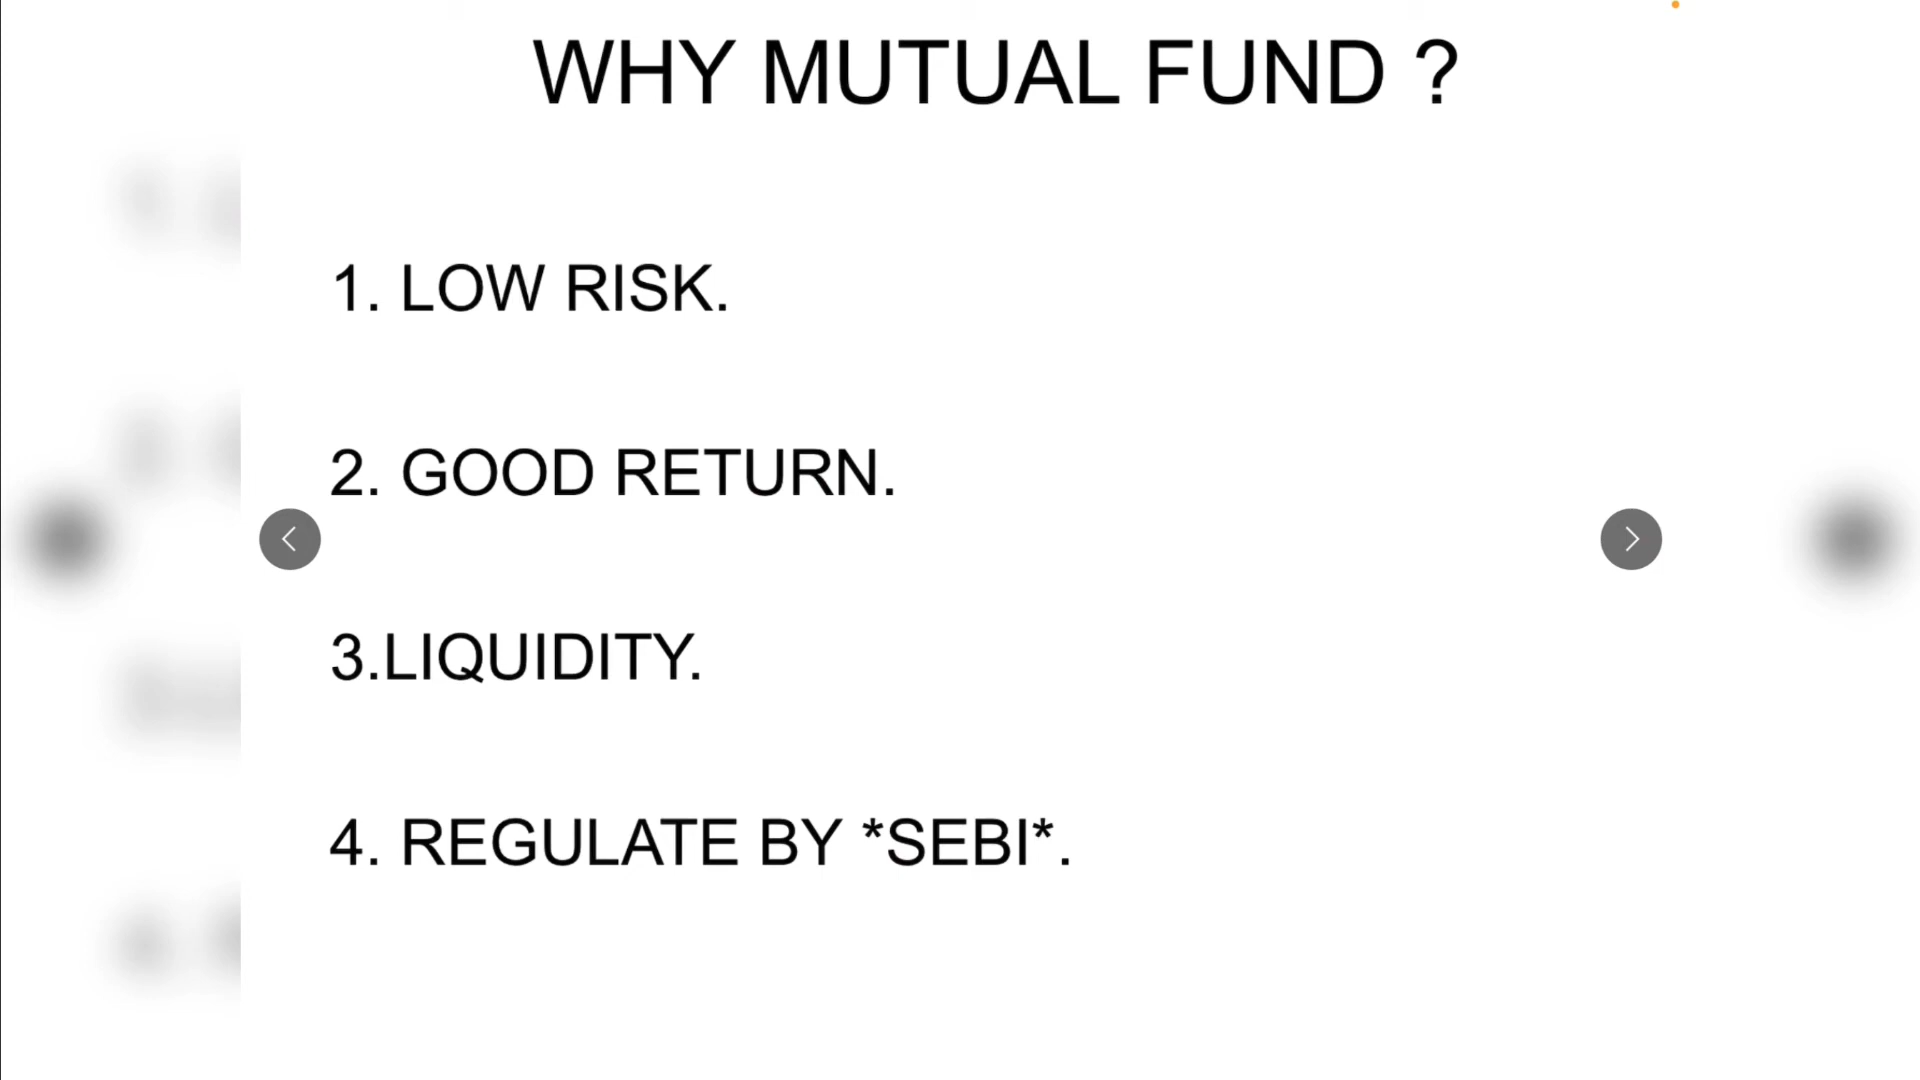 WHY MUTUAL FUND ?
1. LOW RISK.
2. GOOD RETURN.
3.LIQUIDITY.
4. REGULATE BY *SEBI*.